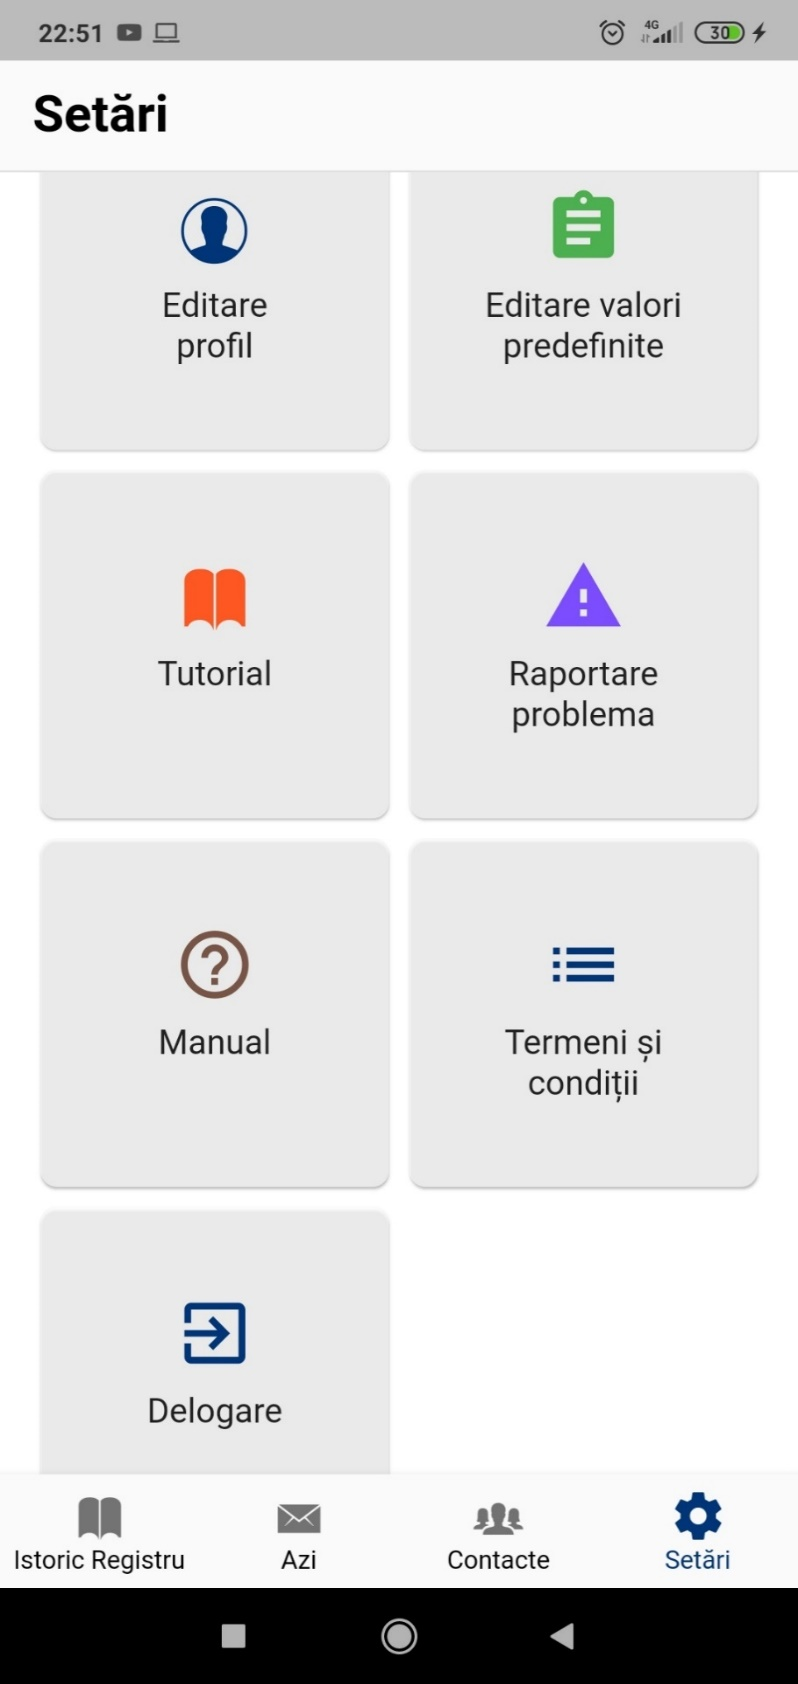 22:51
4G
30
Setări
Editare
profil
Editare valori
predefinite
Tutorial
Raportare
problema
Manual
Termeni și
condiții
Delogare
Istoric Registru
Azi
Contacte
Setări